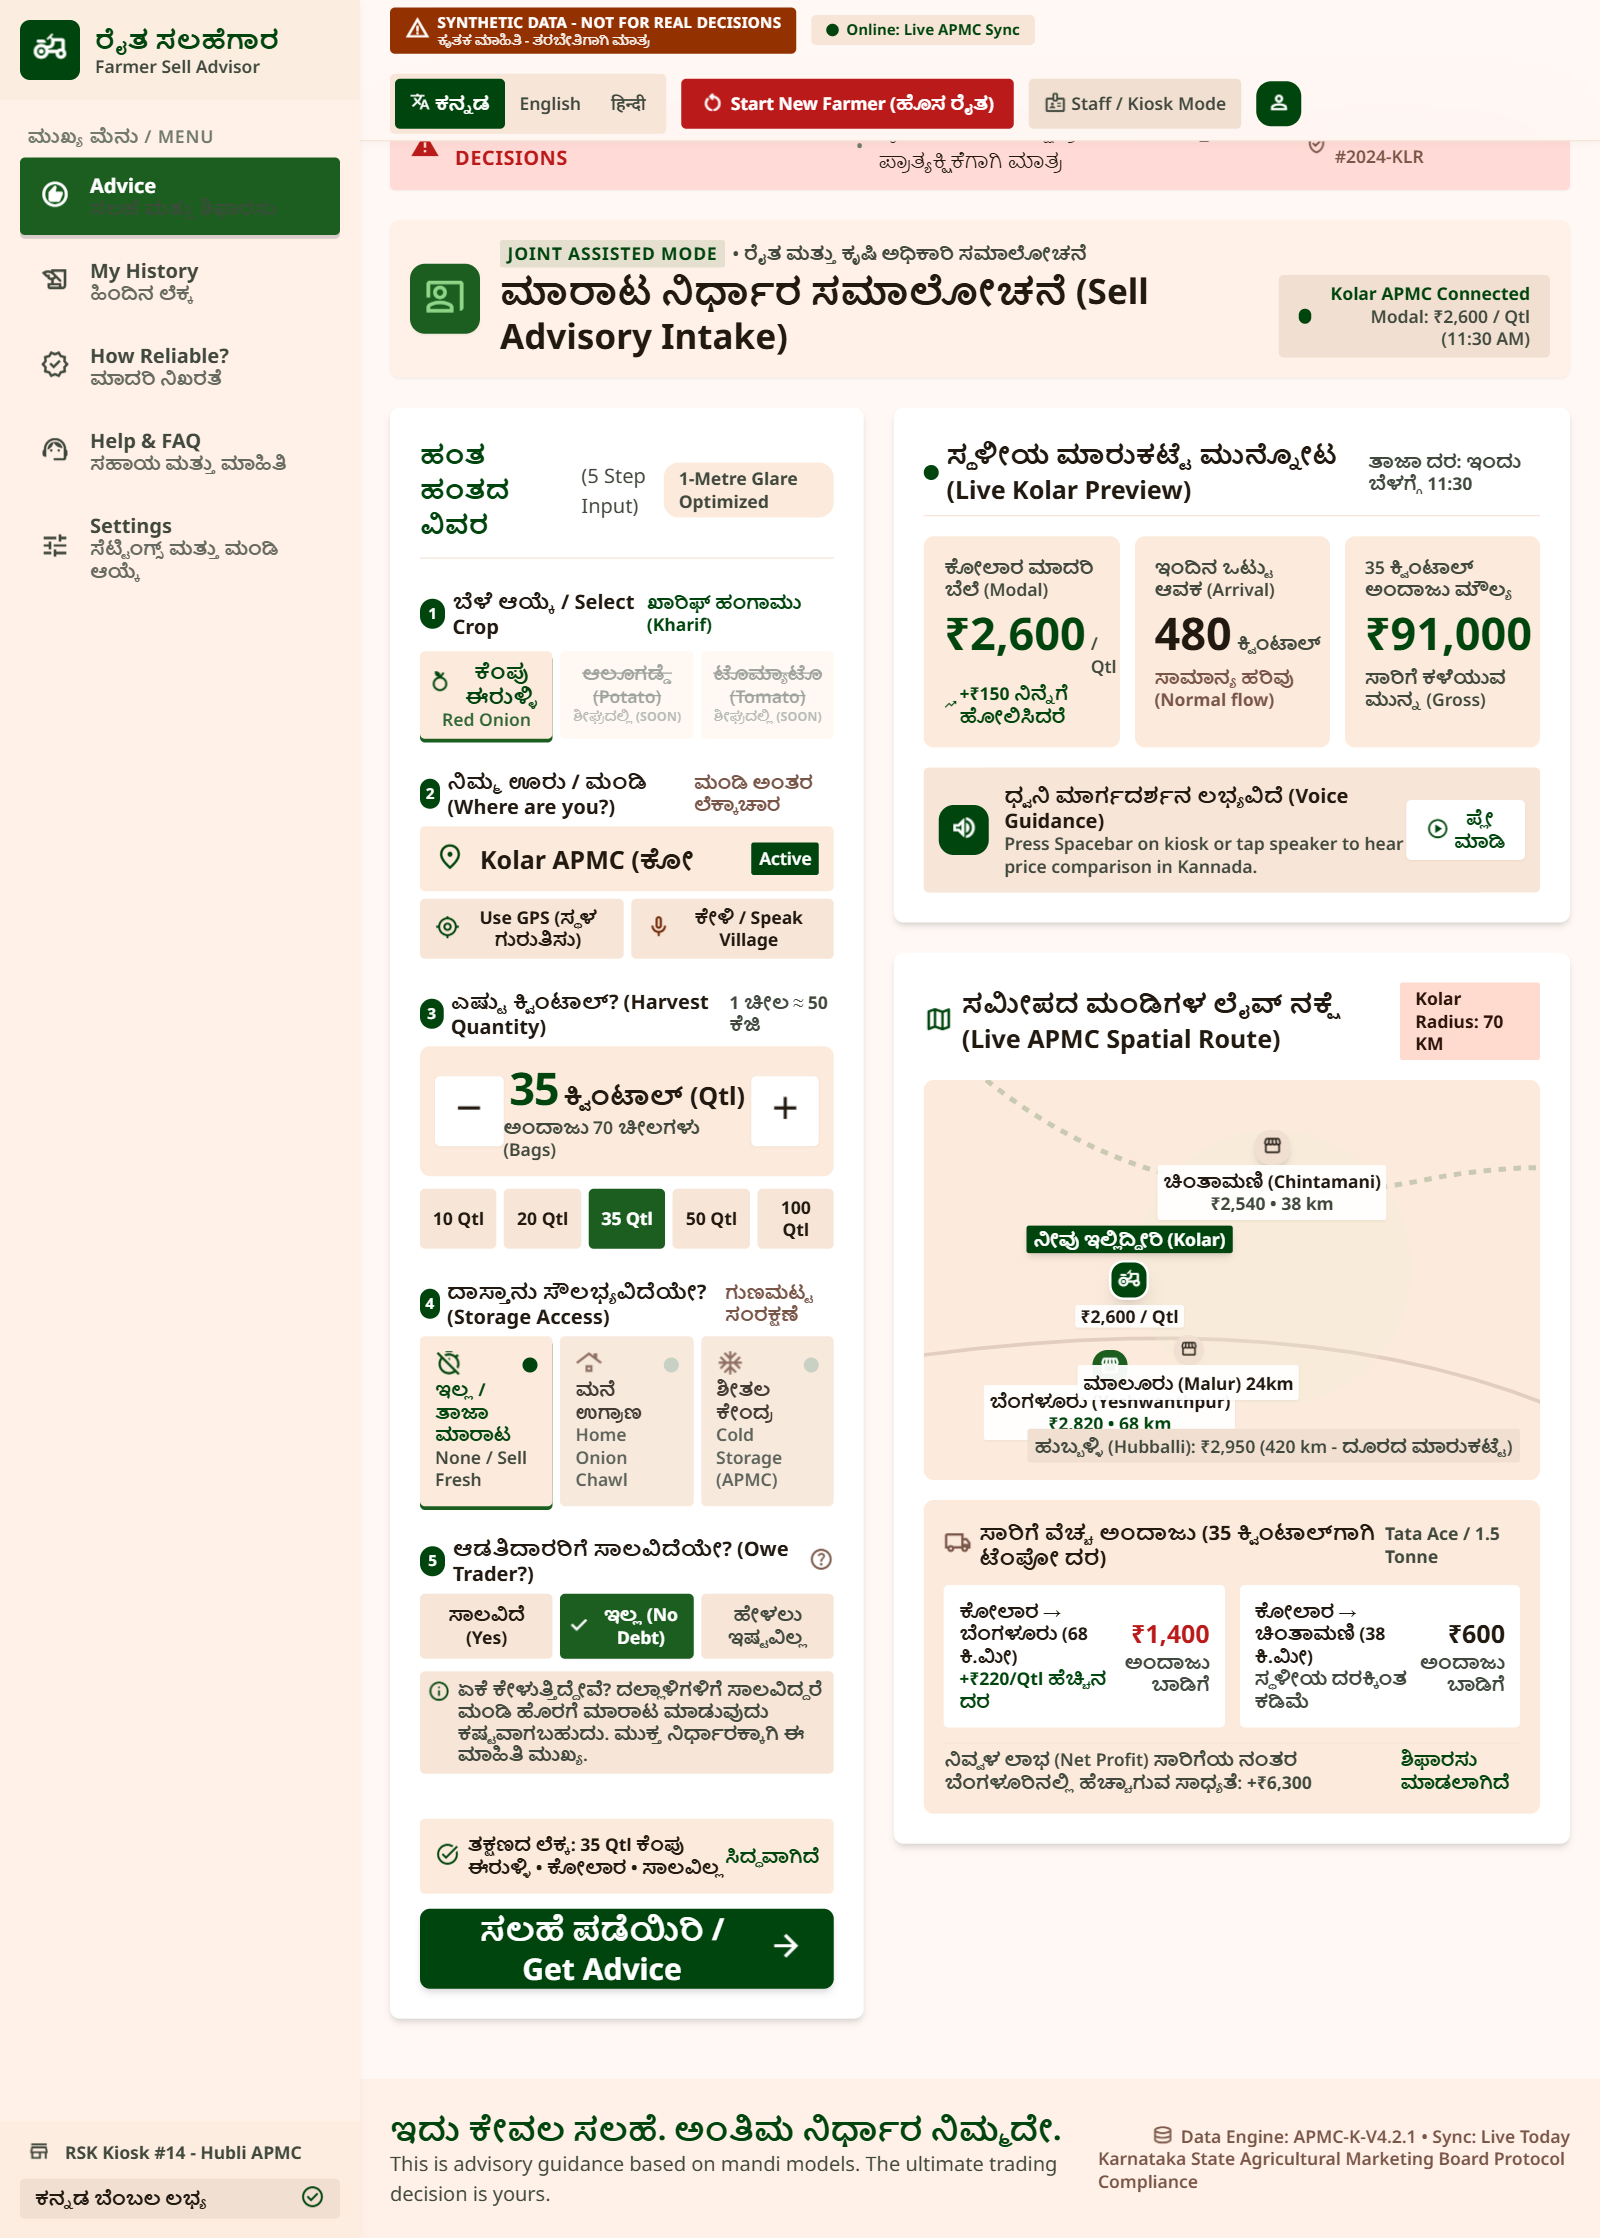 ರೈತ ಸಲಹೆಗಾರ
Farmer Sell Advisor
ಮುಖ್ಯ ಮೆನು / MENU
Advice
My History
ಹಿಂದಿನ ಲೆಕ್ಕ
How Reliable?
ಮಾದರಿ ನಿಖರತೆ
Help & FAQ
ಸಹಾಯ ಮತ್ತು ಮಾಹಿತಿ
Settings
ಸೆಟ್ಟಿಂಗ್ಸ್ ಮತ್ತು ಮಂಡಿ
ಆಯ್ಕೆ
RSK Kiosk #14 - Hubli APMC
ಕನ್ನಡ ಬೆಂಬಲ ಲಭ್ಯ
SYNTHETIC DATA - NOT FOR REAL DECISIONS
ಕೃತಕ ಮಾಹಿತಿ - ತರಬೇತಿಗಾಗಿ ಮಾತ್ರ
Online: Live APMC Sync
ಕನ್ನಡ
English
हिन्दी
Start New Farmer (ಹೊಸ ರೈತ)
Staff / Kiosk Mode
DECISIONS
•
ಪ್ರಾತ್ಯಕ್ಷಿಕೆಗಾಗಿ ಮಾತ್ರ
#2024-KLR
JOINT ASSISTED MODE
• ರೈತ ಮತ್ತು ಕೃಷಿ ಅಧಿಕಾರಿ ಸಮಾಲೋಚನೆ
ಮಾರಾಟ ನಿರ್ಧಾರ ಸಮಾಲೋಚನೆ (Sell
Advisory Intake)
Kolar APMC Connected
Modal: ₹2,600 / Qtl
(11:30 AM)
ಹಂತ
ಹಂತದ
ವಿವರ
(5 Step
Input)
1-Metre Glare
Optimized
1
ಬೆಳೆ ಆಯ್ಕೆ / Select
Crop
ಖಾರಿಫ್ ಹಂಗಾಮು
(Kharif)
ಕೆಂಪು
ಈರುಳ್ಳಿ
Red Onion
ಆಲೂಗಡ್ಡೆ
(Potato)
ಶೀಘ್ರದಲ್ಲಿ (SOON)
ಟೊಮ್ಯಾಟೊ
(Tomato)
ಶೀಘ್ರದಲ್ಲಿ (SOON)
2
ನಿಮ್ಮ ಊರು / ಮಂಡಿ
(Where are you?)
ಮಂಡಿ ಅಂತರ
ಲೆಕ್ಕಾಚಾರ
Kolar APMC (ಕೋ
Active
Use GPS (ಸ್ಥಳ
ಗುರುತಿಸು)
ಕೇಳಿ / Speak
Village
3
ಎಷ್ಟು ಕ್ವಿಂಟಾಲ್? (Harvest
Quantity)
1 ಚೀಲ ≈ 50
ಕೆಜಿ
−
35 ಕ್ವಿಂಟಾಲ್ (Qtl)
ಅಂದಾಜು 70 ಚೀಲಗಳು
(Bags)
+
10 Qtl
20 Qtl
35 Qtl
50 Qtl
100
Qtl
4
ದಾಸ್ತಾನು ಸೌಲಭ್ಯವಿದೆಯೇ?
(Storage Access)
ಗುಣಮಟ್ಟ
ಸಂರಕ್ಷಣೆ
ಇಲ್ಲ /
ತಾಜಾ
ಮಾರಾಟ
None / Sell
Fresh
ಮನೆ
ಉಗ್ರಾಣ
Home
Onion
Chawl
ಶೀತಲ
ಕೇಂದ್ರ
Cold
Storage
(APMC)
5
ಆಡತಿದಾರರಿಗೆ ಸಾಲವಿದೆಯೇ? (Owe
Trader?)
ಸಾಲವಿದೆ
(Yes)
ಇಲ್ಲ (No
Debt)
ಹೇಳಲು
ಇಷ್ಟವಿಲ್ಲ
ಏಕೆ ಕೇಳುತ್ತಿದ್ದೇವೆ? ದಲ್ಲಾಳಿಗಳಿಗೆ ಸಾಲವಿದ್ದರೆ
ಮಂಡಿ ಹೊರಗೆ ಮಾರಾಟ ಮಾಡುವುದು
ಕಷ್ಟವಾಗಬಹುದು. ಮುಕ್ತ ನಿರ್ಧಾರಕ್ಕಾಗಿ ಈ
ಮಾಹಿತಿ ಮುಖ್ಯ.
ತಕ್ಷಣದ ಲೆಕ್ಕ: 35 Qtl ಕೆಂಪು
ಈರುಳ್ಳಿ • ಕೋಲಾರ • ಸಾಲವಿಲ್ಲ
ಸಿದ್ಧವಾಗಿದೆ
ಸಲಹೆ ಪಡೆಯಿರಿ /
Get Advice
ಸ್ಥಳೀಯ ಮಾರುಕಟ್ಟೆ ಮುನ್ನೋಟ
(Live Kolar Preview)
ತಾಜಾ ದರ: ಇಂದು
ಬೆಳಗ್ಗೆ 11:30
ಕೋಲಾರ ಮಾದರಿ
ಬೆಲೆ (Modal)
₹2,600 /
Qtl
+₹150 ನಿನ್ನೆಗೆ
ಹೋಲಿಸಿದರೆ
ಇಂದಿನ ಒಟ್ಟು
ಆವಕ (Arrival)
480 ಕ್ವಿಂಟಾಲ್
ಸಾಮಾನ್ಯ ಹರಿವು
(Normal flow)
35 ಕ್ವಿಂಟಾಲ್
ಅಂದಾಜು ಮೌಲ್ಯ
₹91,000
ಸಾರಿಗೆ ಕಳೆಯುವ
ಮುನ್ನ (Gross)
ಧ್ವನಿ ಮಾರ್ಗದರ್ಶನ ಲಭ್ಯವಿದೆ (Voice
Guidance)
Press Spacebar on kiosk or tap speaker to hear
price comparison in Kannada.
ಪ್ಲೇ
ಮಾಡಿ
ಸಮೀಪದ ಮಂಡಿಗಳ ಲೈವ್ ನಕ್ಷೆ
(Live APMC Spatial Route)
Kolar
Radius: 70
KM
ಚಿಂತಾಮಣಿ (Chintamani)
₹2,540 • 38 km
ನೀವು ಇಲ್ಲಿದ್ದೀರಿ (Kolar)
₹2,600 / Qtl
ಮಾಲೂರು (Malur) 24km
ಬೆಂಗಳೂರು (Yeshwanthpur)
₹2,820 • 68 km
ಹುಬ್ಬಳ್ಳಿ (Hubballi): ₹2,950 (420 km - ದೂರದ ಮಾರುಕಟ್ಟೆ)
ಸಾರಿಗೆ ವೆಚ್ಚ ಅಂದಾಜು (35 ಕ್ವಿಂಟಾಲ್‌ಗಾಗಿ
ಟೆಂಪೋ ದರ)
Tata Ace / 1.5
Tonne
ಕೋಲಾರ →
ಬೆಂಗಳೂರು (68
ಕಿ.ಮೀ)
+₹220/Qtl ಹೆಚ್ಚಿನ
ದರ
₹1,400
ಅಂದಾಜು
ಬಾಡಿಗೆ
ಕೋಲಾರ →
ಚಿಂತಾಮಣಿ (38
ಕಿ.ಮೀ)
ಸ್ಥಳೀಯ ದರಕ್ಕಿಂತ
ಕಡಿಮೆ
₹600
ಅಂದಾಜು
ಬಾಡಿಗೆ
ನಿವ್ವಳ ಲಾಭ (Net Profit) ಸಾರಿಗೆಯ ನಂತರ
ಬೆಂಗಳೂರಿನಲ್ಲಿ ಹೆಚ್ಚಾಗುವ ಸಾಧ್ಯತೆ: +₹6,300
ಶಿಫಾರಸು
ಮಾಡಲಾಗಿದೆ
ಇದು ಕೇವಲ ಸಲಹೆ. ಅಂತಿಮ ನಿರ್ಧಾರ ನಿಮ್ಮದೇ.
This is advisory guidance based on mandi models. The ultimate trading
decision is yours.
Data Engine: APMC-K-V4.2.1 • Sync: Live Today
Karnataka State Agricultural Marketing Board Protocol
Compliance